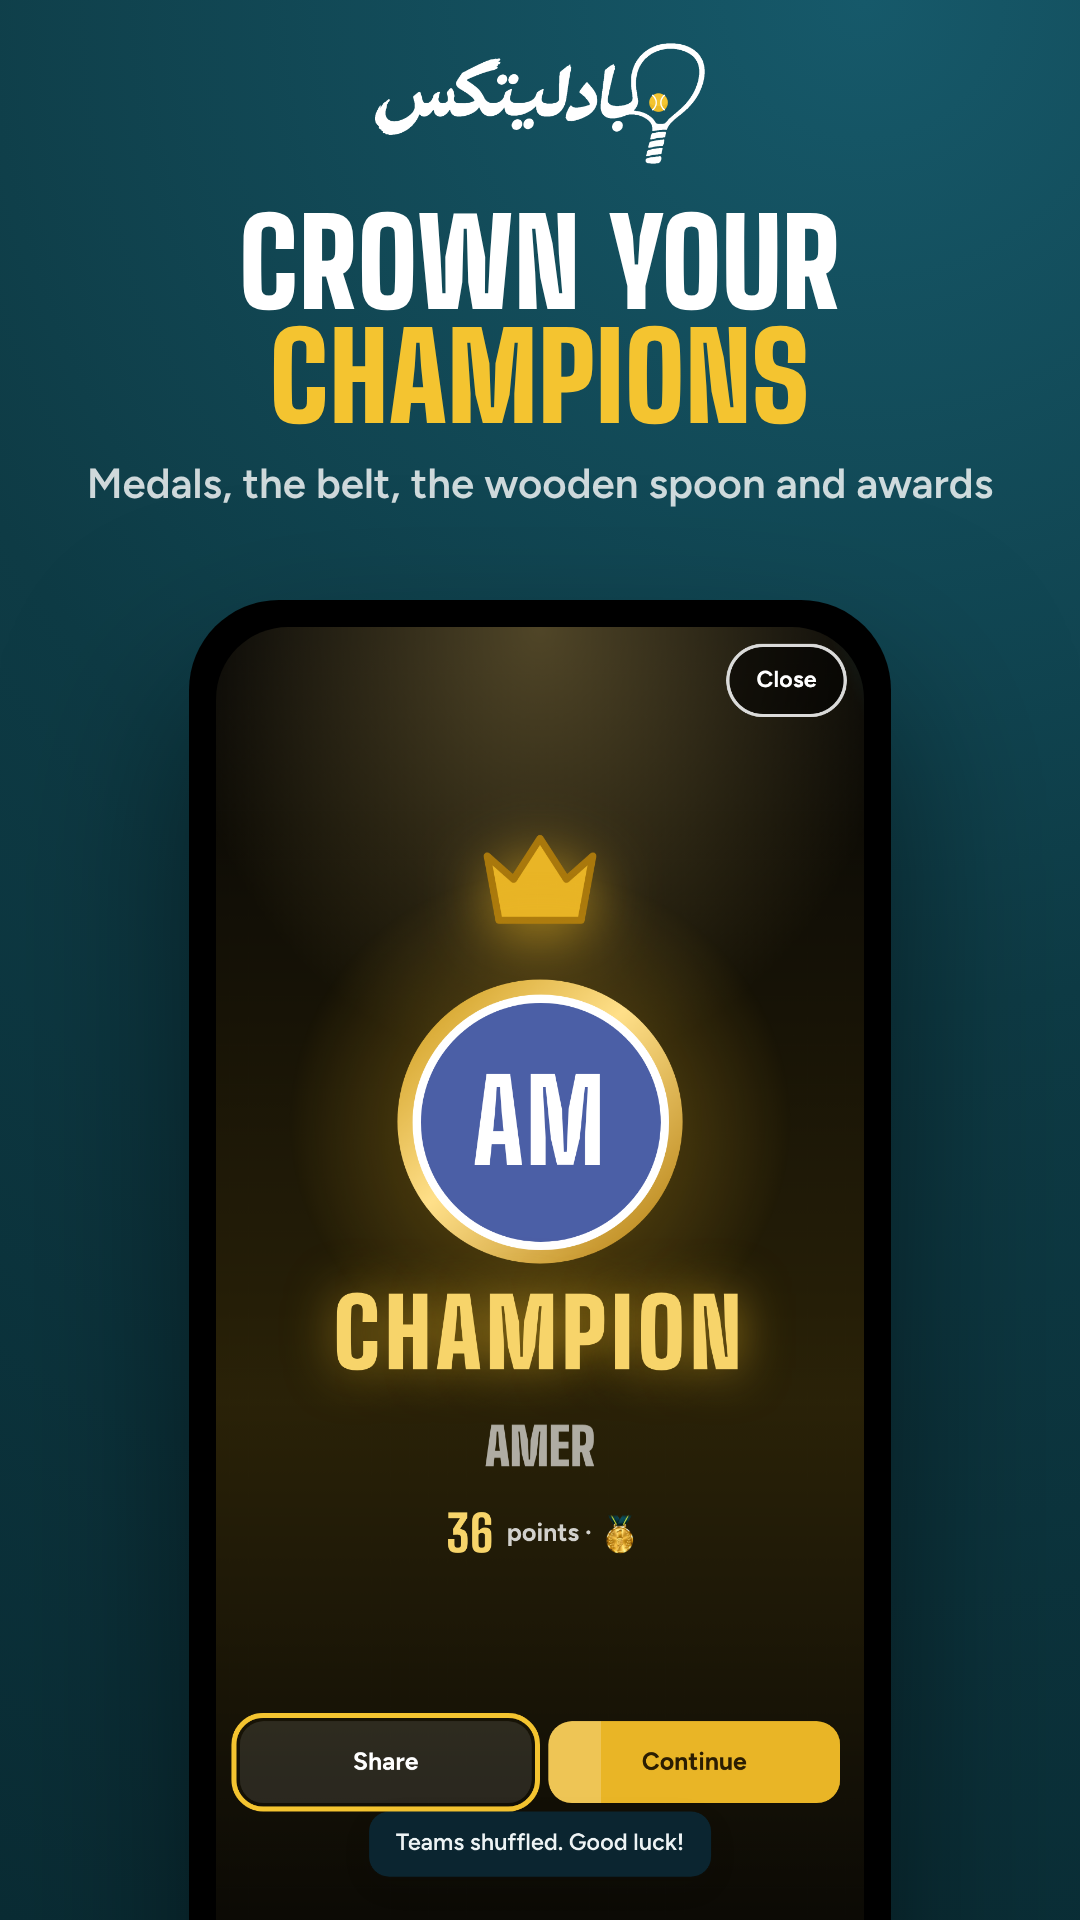 بادليتكس
CROWN YOUR
CHAMPIONS
Medals, the belt, the wooden spoon and awards
Close
AM
CHAMPION
AMER
36 points ·
Share
Continue
Teams shuffled. Good luck!